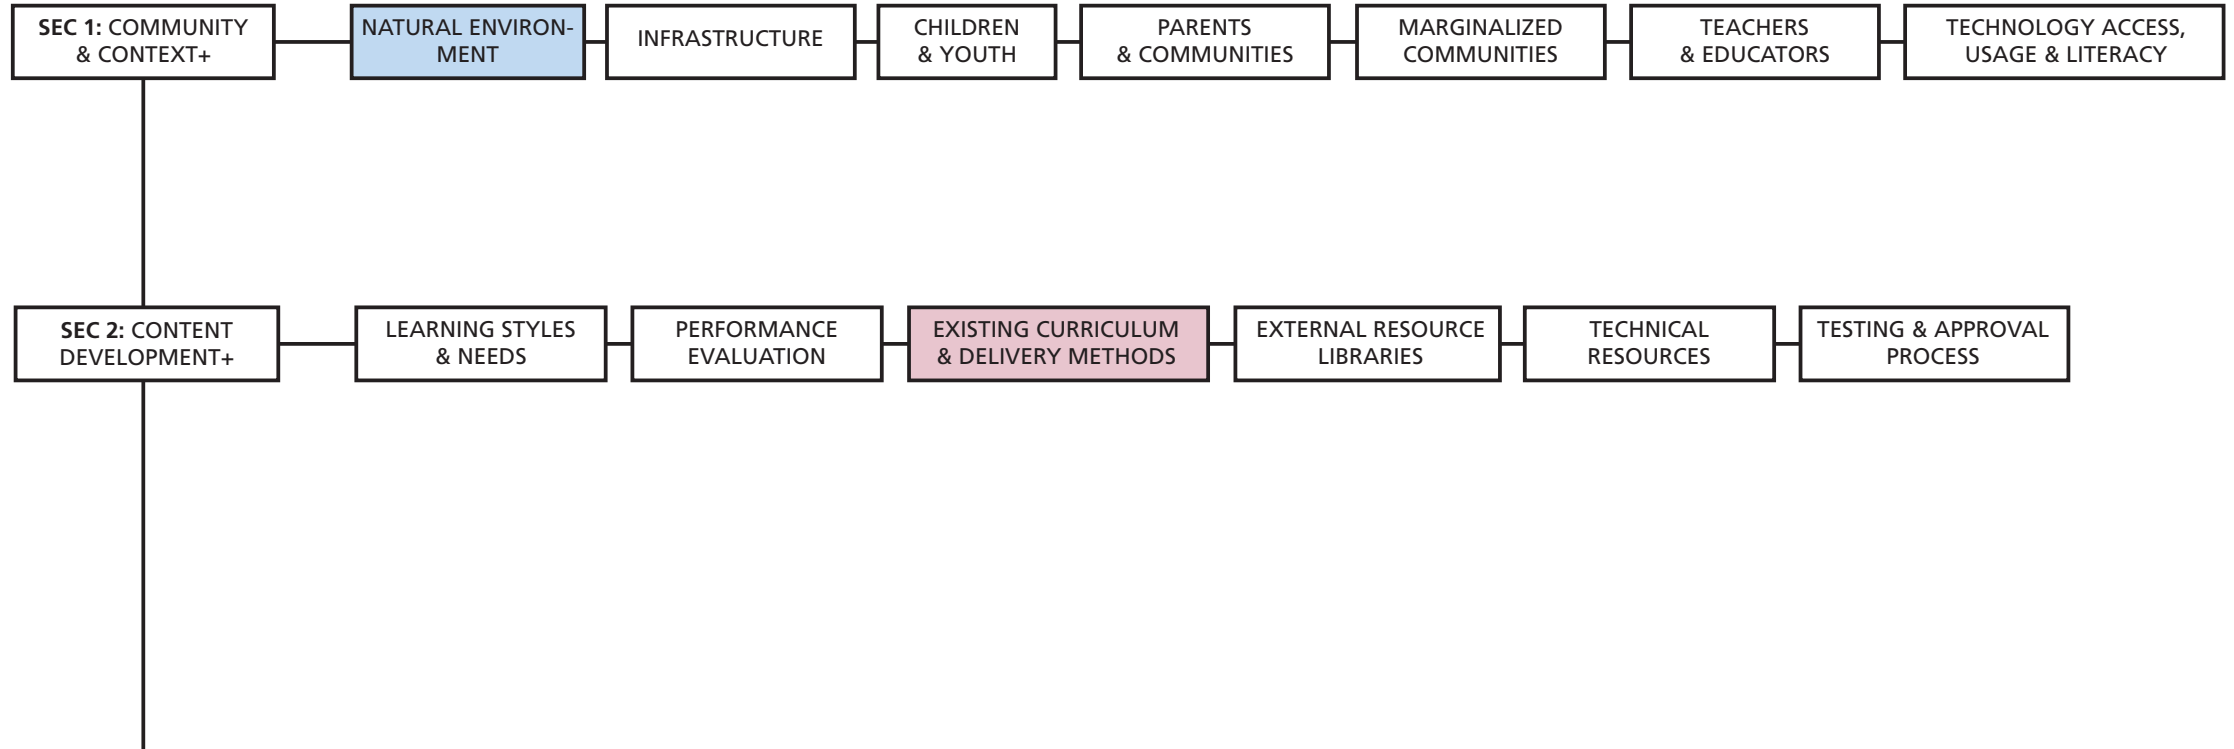 SEC 1: COMMUNITY
& CONTEXT+
NATURAL ENVIRON-
MENT
INFRASTRUCTURE
CHILDREN
& YOUTH
PARENTS
& COMMUNITIES
MARGINALIZED
COMMUNITIES
TEACHERS
& EDUCATORS
TECHNOLOGY ACCESS,
USAGE & LITERACY
SEC 2: CONTENT
DEVELOPMENT+
LEARNING STYLES
& NEEDS
PERFORMANCE
EVALUATION
EXISTING CURRICULUM
& DELIVERY METHODS
EXTERNAL RESOURCE
LIBRARIES
TECHNICAL
RESOURCES
TESTING & APPROVAL
PROCESS